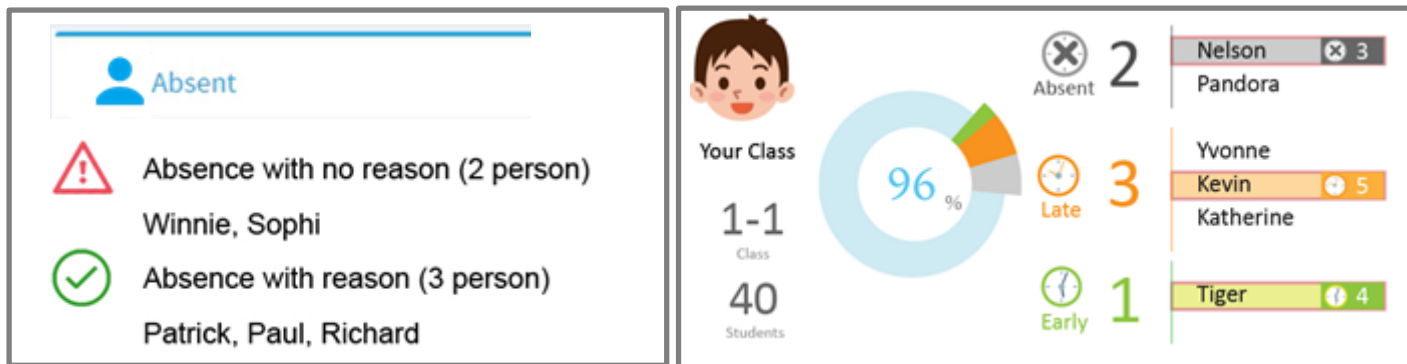 Absent
Absence with no reason (2 person)
Winnie, Sophi
Absence with reason (3 person)
Patrick, Paul, Richard
Your Class
1-1
Class
40
Students
96 %
Absent 2
Nelson 3
Pandora
Late 3
Yvonne
Kevin 5
Katherine
Early 1
Tiger 4